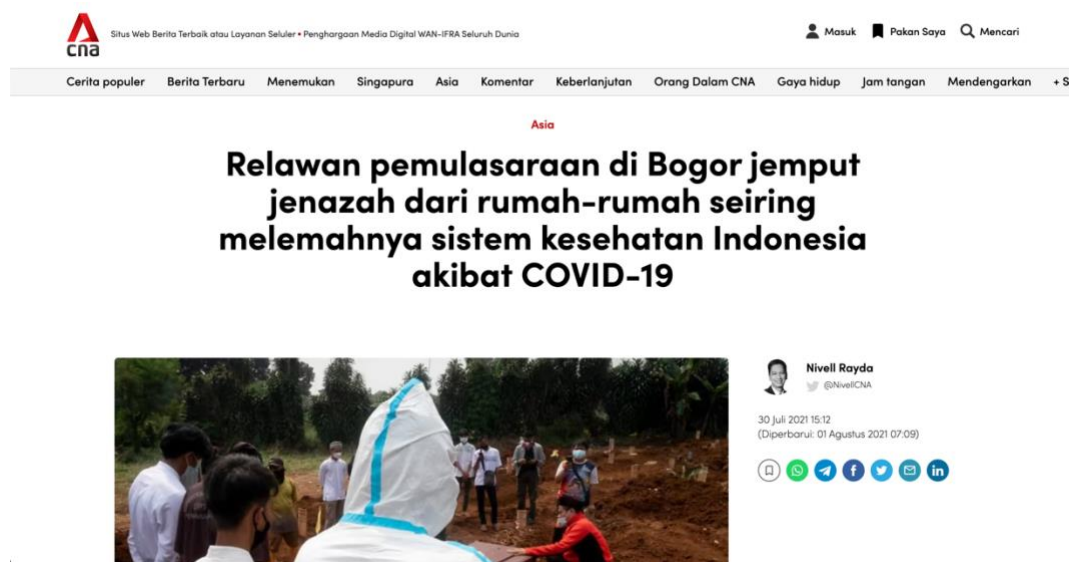 cna
Situs Web Berita Terbaik atau Layanan Seluler • Penghargaan Media Digital WAN-IFRA Seluruh Dunia
Masuk
Pakan Saya
Mencari
Cerita populer Berita Terbaru Menemukan Singapura Asia Komentar Keberlanjutan Orang Dalam CNA Gaya hidup Jam tangan Mendengarkan + S
Asia
Relawan pemulasaraan di Bogor jemput
jenazah dari rumah-rumah seiring
melemahnya sistem kesehatan Indonesia
akibat COVID-19
Nivell Rayda
@NivellCNA
30 Juli 2021 15:12
(Diperbarui: 01 Agustus 2021 07:09)